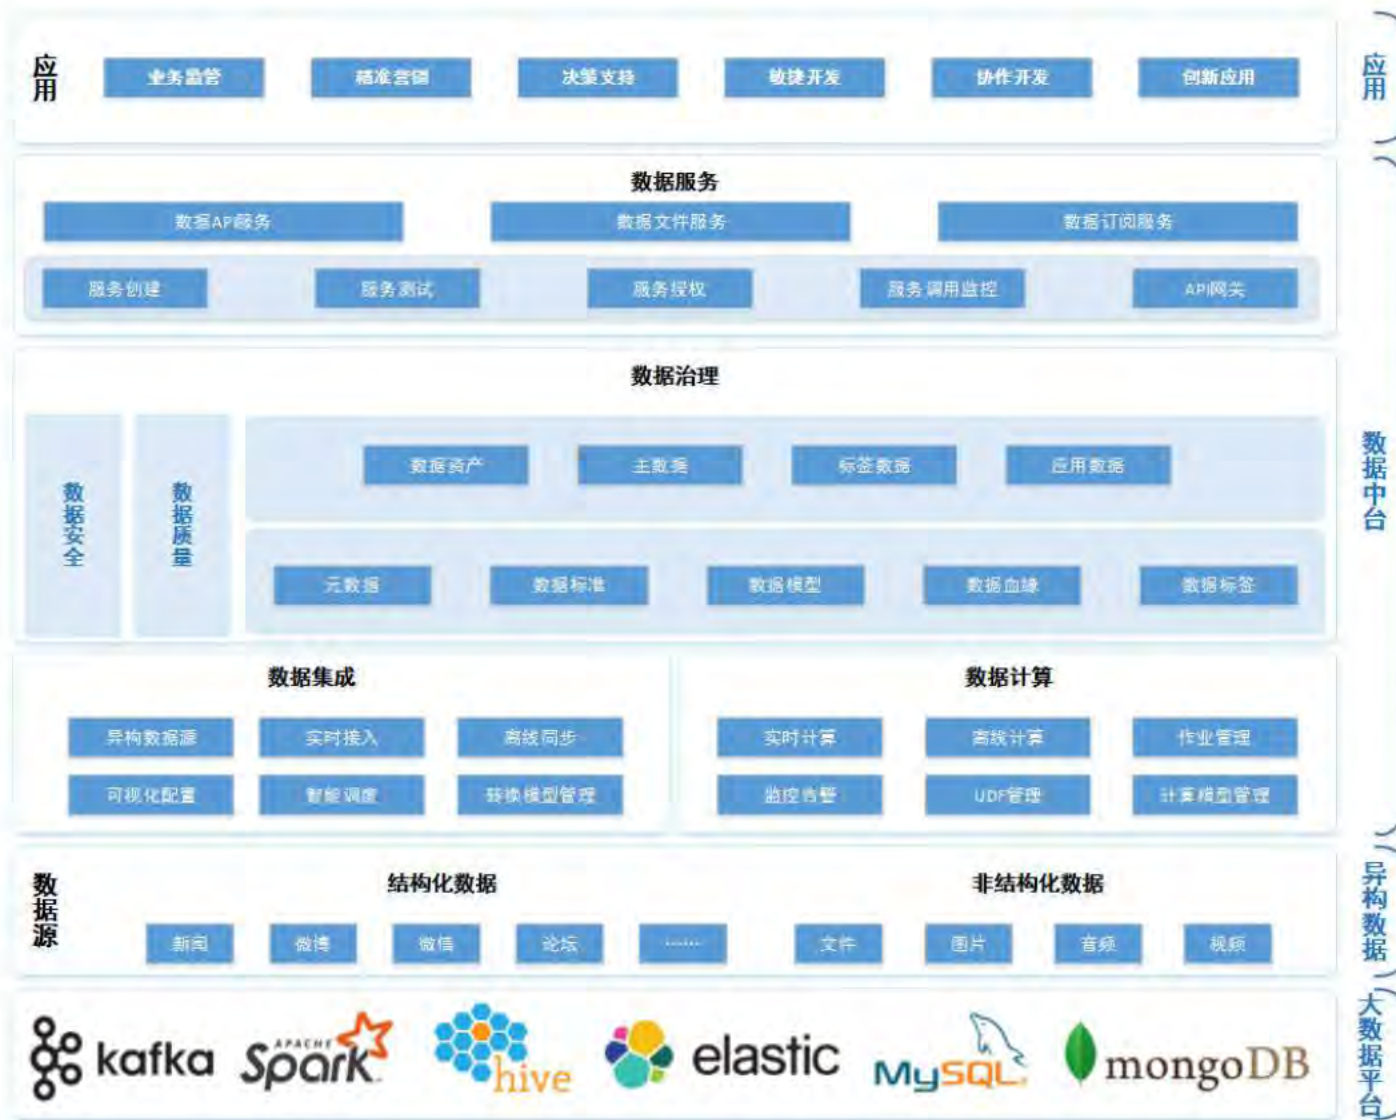 应用
业务监管
精准营销
决策支持
敏捷开发
协作开发
创新应用
应用
数据服务
数据API服务
数据文件服务
数据订阅服务
服务创建
服务测试
服务授权
服务调用监控
API网关
数据治理
数据安全
数据质量
数据资产
主数据
标签数据
应用数据
元数据
数据标准
数据模型
数据血缘
数据标签
数据中台
数据集成
异构数据源
实时接入
离线同步
可视化配置
智能调度
转换模型管理
数据计算
实时计算
离线计算
作业管理
监控告警
UDF管理
计算模型管理
数据源
结构化数据
新闻
微博
微信
论坛
……
非结构化数据
文件
图片
音频
视频
异构数据
kafka
APACHE
Spark
hive
elastic
MySQL
mongoDB
大数据平台